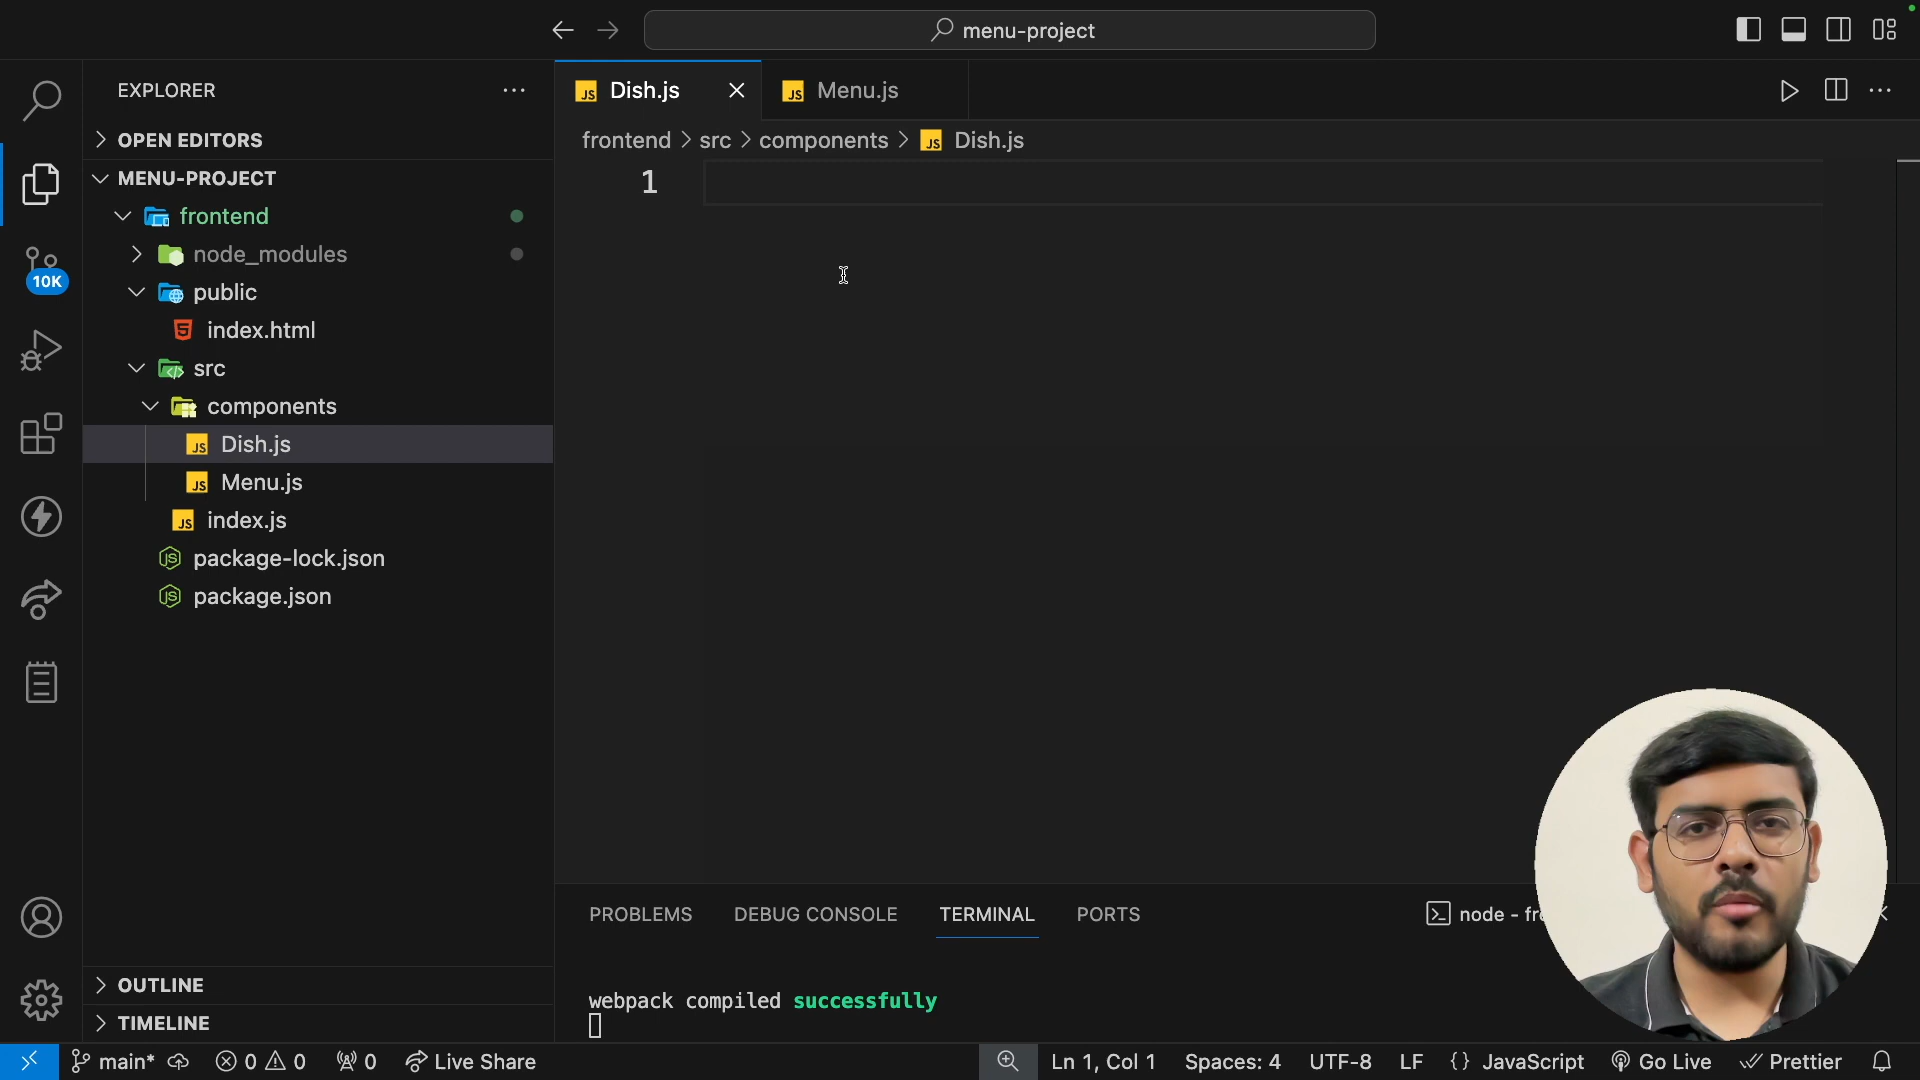 menu-project
EXPLORER
OPEN EDITORS
MENU-PROJECT
frontend
node_modules
public
index.html
src
components
Dish.js
Menu.js
index.js
package-lock.json
package.json
OUTLINE
TIMELINE
10K
Dish.js
Menu.js
frontend > src > components > JS Dish.js
1
PROBLEMS
DEBUG CONSOLE
TERMINAL
PORTS
node - fr
webpack compiled successfully
main*
0
0
0
Live Share
Ln 1, Col 1
Spaces: 4
UTF-8
LF
{ } JavaScript
Go Live
Prettier